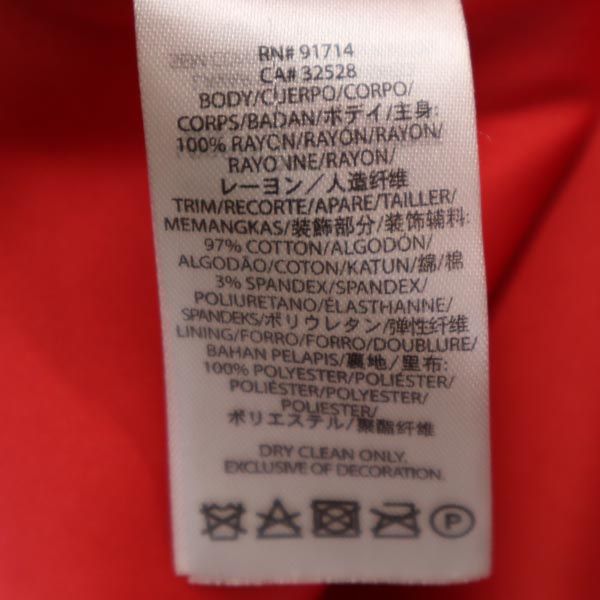 RN# 91714
CA# 32528
BODY/CUERPO/CORPO/
CORPS/BADAN/ボディ/主身:
100% RAYON/RAYÓN/RAYON/
RAYONNE/RAYON/
レーヨン/人造纤维
TRIM/RECORTE/APARE/TAILLER/
MEMANGKAS/装飾部分/装饰辅料:
97% COTTON/ALGODÓN/
ALGODÃO/COTON/KATUN/綿/棉
3% SPANDEX/SPANDEX/
POLIURETANO/ÉLASTHANNE/
SPANDEKS/ポリウレタン/弹性纤维
LINING/FORRO/FORRO/DOUBLURE/
BAHAN PELAPIS/裏地/里布:
100% POLYESTER/POLIÉSTER/
POLIÉSTER/POLYESTER/
POLIESTER/
ポリエステル/聚酯纤维
DRY CLEAN ONLY.
EXCLUSIVE OF DECORATION.
P